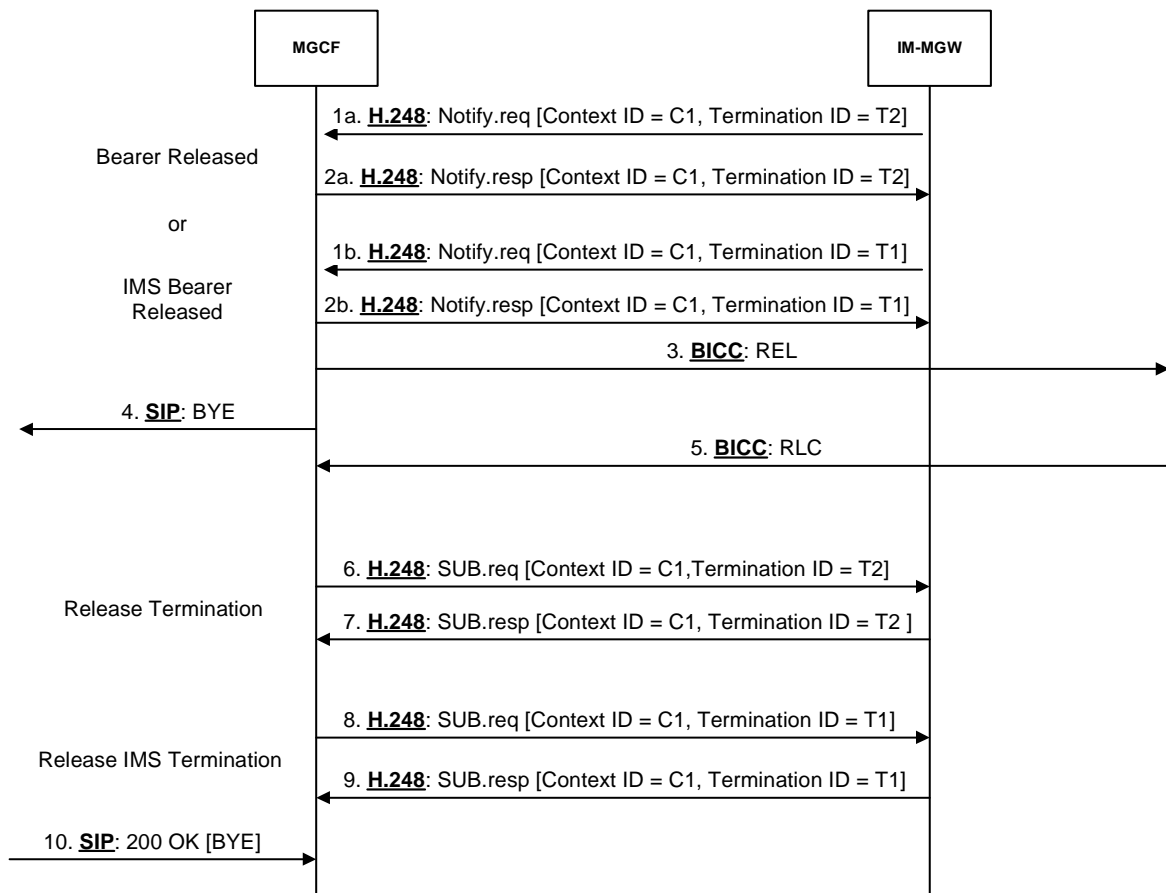 MGCF
IM-MGW
1a. H.248: Notify.req [Context ID = C1, Termination ID = T2]
Bearer Released
2a. H.248: Notify.resp [Context ID = C1, Termination ID = T2]
or
1b. H.248: Notify.req [Context ID = C1, Termination ID = T1]
IMS Bearer
Released
2b. H.248: Notify.resp [Context ID = C1, Termination ID = T1]
3. BICC: REL
4. SIP: BYE
5. BICC: RLC
6. H.248: SUB.req [Context ID = C1,Termination ID = T2]
Release Termination
7. H.248: SUB.resp [Context ID = C1, Termination ID = T2 ]
8. H.248: SUB.req [Context ID = C1, Termination ID = T1]
Release IMS Termination
9. H.248: SUB.resp [Context ID = C1, Termination ID = T1]
10. SIP: 200 OK [BYE]